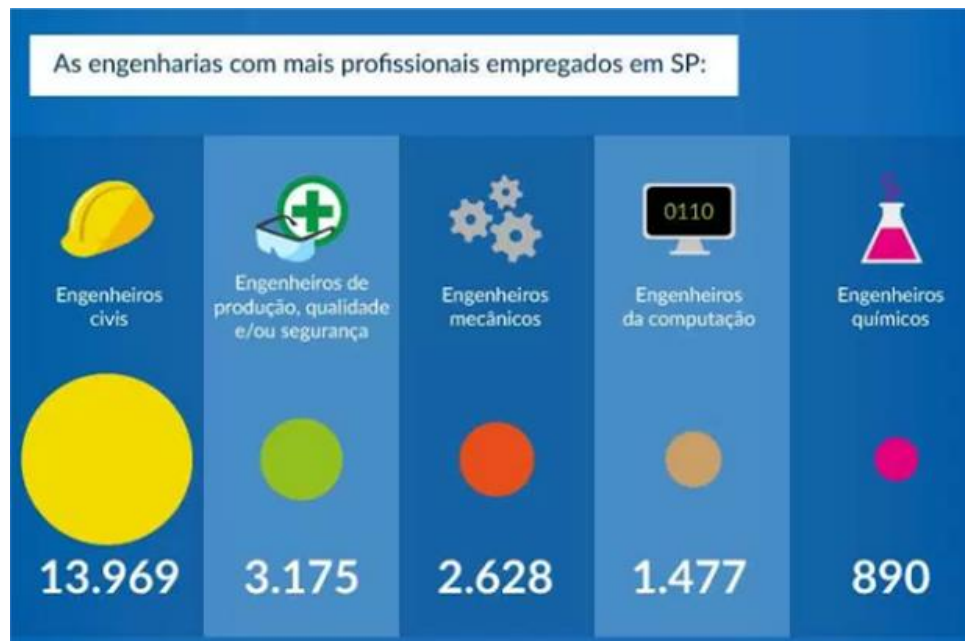 As engenharias com mais profissionais empregados em SP:
0110
Engenheiros
civis
Engenheiros de
produção, qualidade
e/ou segurança
Engenheiros
mecânicos
Engenheiros
da computação
Engenheiros
químicos
13.969
3.175
2.628
1.477
890